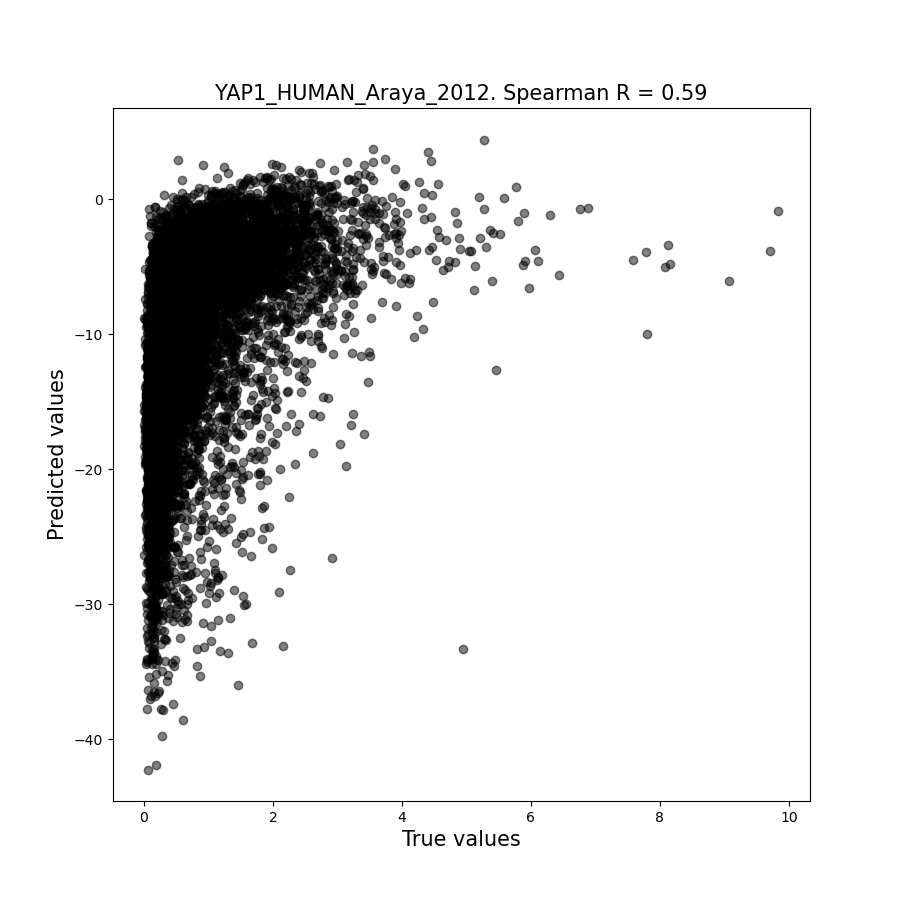 YAP1_HUMAN_Araya_2012. Spearman R = 0.59
Predicted values
0
−10
−20
−30
−40
0 2 4 6 8 10
True values